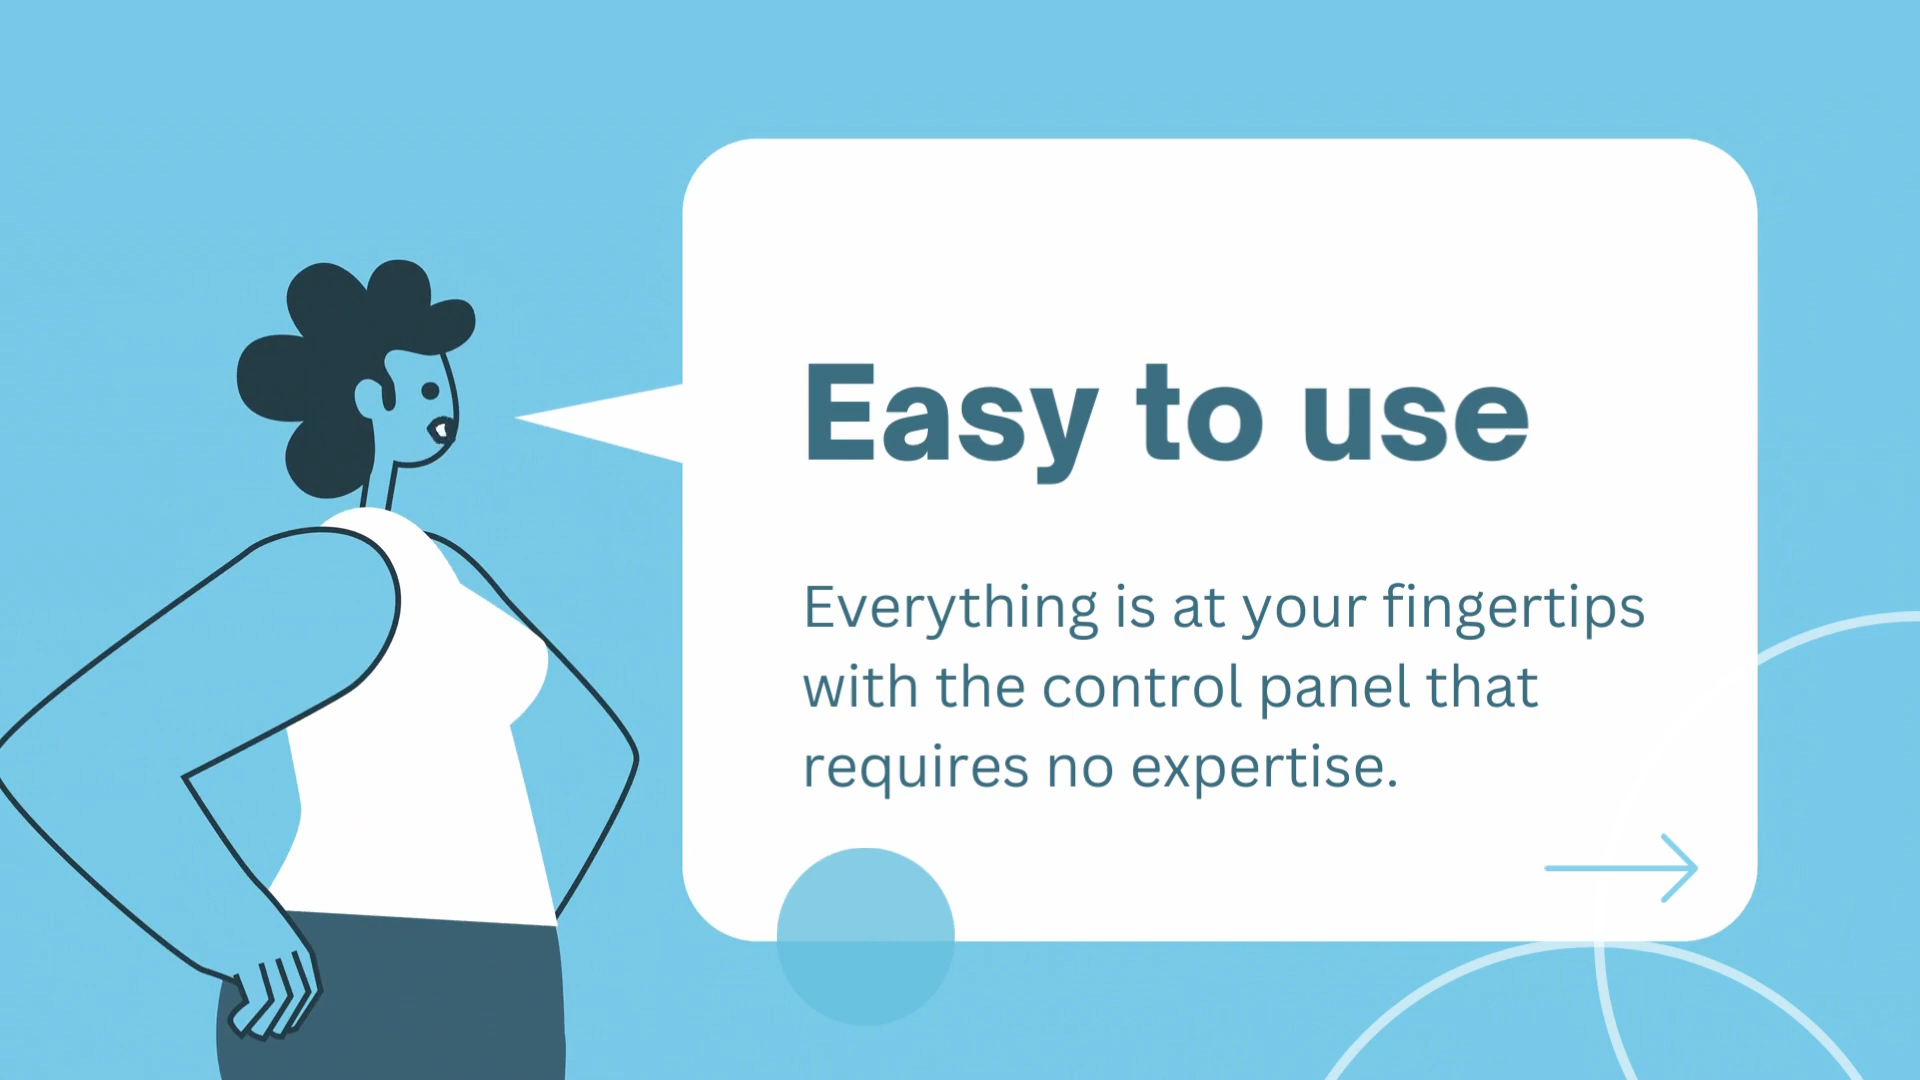 Easy to use
Everything is at your fingertips
with the control panel that
requires no expertise.